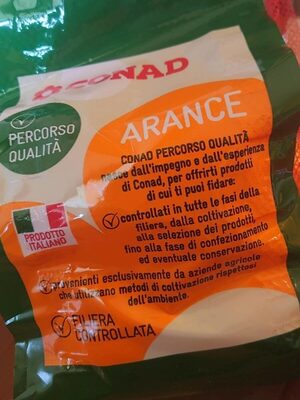 CONAD
PERCORSO
QUALITÀ
ARANCE
CONAD PERCORSO QUALITÀ
nasce dall'impegno e dall'esperienza
di Conad, per offrirti prodotti
di cui ti puoi fidare:
controllati in tutte le fasi della
filiera, dalla coltivazione,
alla selezione dei prodotti,
fino alla fase di confezionamento
ed eventuale conservazione.
PRODOTTO
ITALIANO
provenienti esclusivamente da aziende agricole
che utilizzano metodi di coltivazione rispettosi
dell'ambiente.
FILIERA
CONTROLLATA